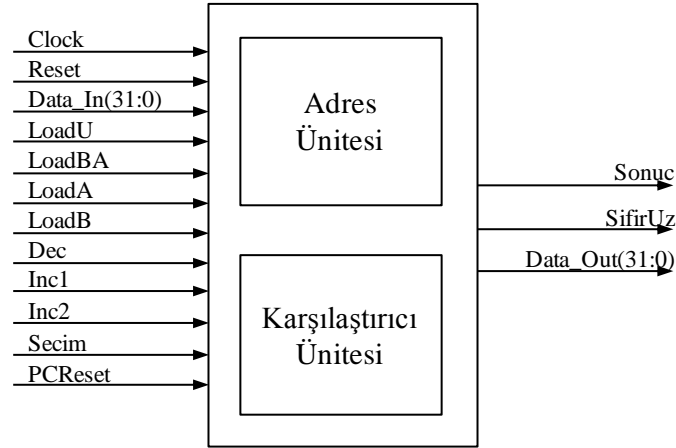 Clock
Reset
Data_In(31:0)
LoadU
LoadBA
LoadA
LoadB
Dec
Inc1
Inc2
Secim
PCReset
Adres
Ünitesi
Karşılaştırıcı
Ünitesi
Sonuc
SifirUz
Data_Out(31:0)